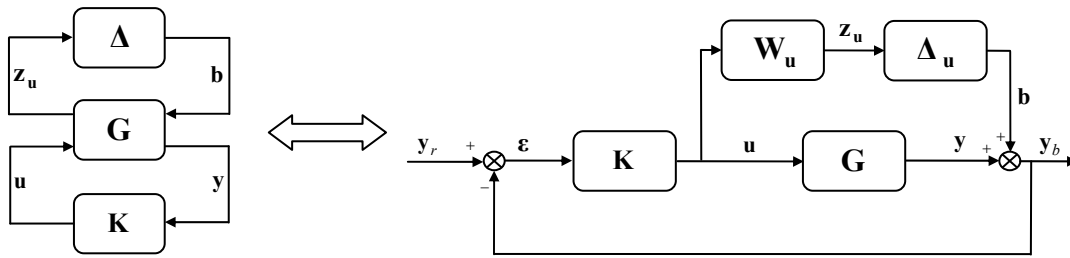 Δ
z_u
b
G
u
y
K
y_r
+
−
ε
K
u
W_u
z_u
Δ_u
b
G
y
+
+
y_b